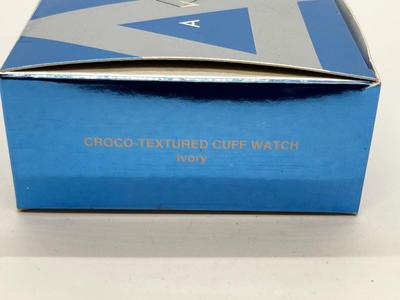 CROCO-TEXTURED CUFF WATCH
Ivory